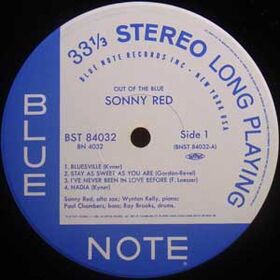 33 1/3 STEREO LONG PLAYING
BLUE NOTE RECORDS INC · NEW YORK USA
OUT OF THE BLUE
SONNY RED
BST 84032
BN 4032
Side 1
(BNST 84032-A)
1. BLUESVILLE (Kyner)
2. STAY AS SWEET AS YOU ARE (Gordon-Revel)
3. I'VE NEVER BEEN IN LOVE BEFORE (F. Loesser)
4. NADIA (Kyner)
Sonny Red, alto sax; Wynton Kelly, piano;
Paul Chambers, bass; Roy Brooks, drums.
BLUE
NOTE